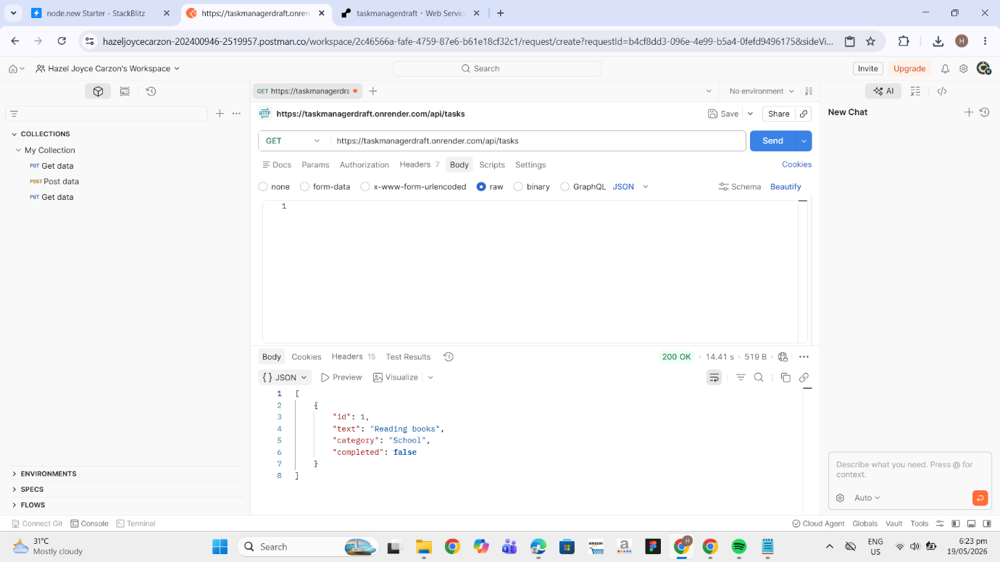 node.new Starter - StackBlitz
https://taskmanagerdraft.onren
taskmanagerdraft · Web Servic
hazeljoycecarzon-202400946-2519957.postman.co/workspace/2c46566a-fafe-4759-87e6-b61e18cf32c1/request/create?requestId=b4cf8dd3-096e-4e99-b5a4-0fefd9496175&sideVi...
H
Hazel Joyce Carzon's Workspace
Search
Invite
Upgrade
GET https://taskmanagerdra
No environment
AI
HTTP https://taskmanagerdraft.onrender.com/api/tasks
Save
Share
New Chat
COLLECTIONS
My Collection
PUT Get data
POST Post data
PUT Get data
GET
https://taskmanagerdraft.onrender.com/api/tasks
Send
Docs Params Authorization Headers 7 Body Scripts Settings
Cookies
none form-data x-www-form-urlencoded raw binary GraphQL JSON
Schema Beautify
1
Body Cookies Headers 15 Test Results
200 OK • 14.41 s • 519 B
{ } JSON Preview Visualize
1 [
2 {
3 "id": 1,
4 "text": "Reading books",
5 "category": "School",
6 "completed": false
7 }
8 ]
Describe what you need. Press @ for
context.
Auto
ENVIRONMENTS
SPECS
FLOWS
Connect Git Console Terminal
Cloud Agent Globals Vault Tools
31°C
Mostly cloudy
Search
amazon
a
H
ENG
US
6:23 pm
19/05/2026